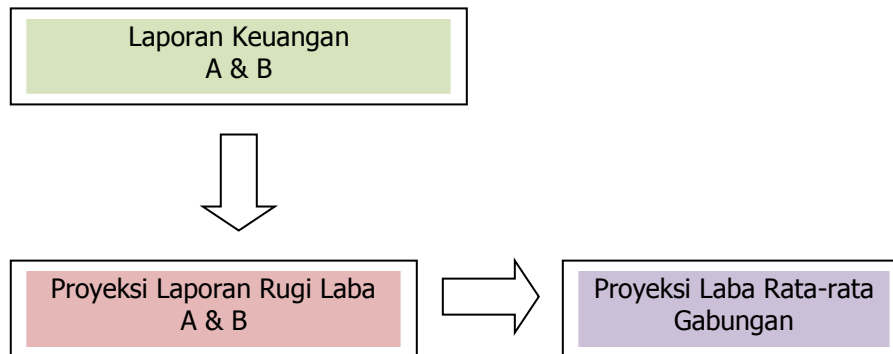 Laporan Keuangan
A & B
Proyeksi Laporan Rugi Laba
A & B
Proyeksi Laba Rata-rata
Gabungan